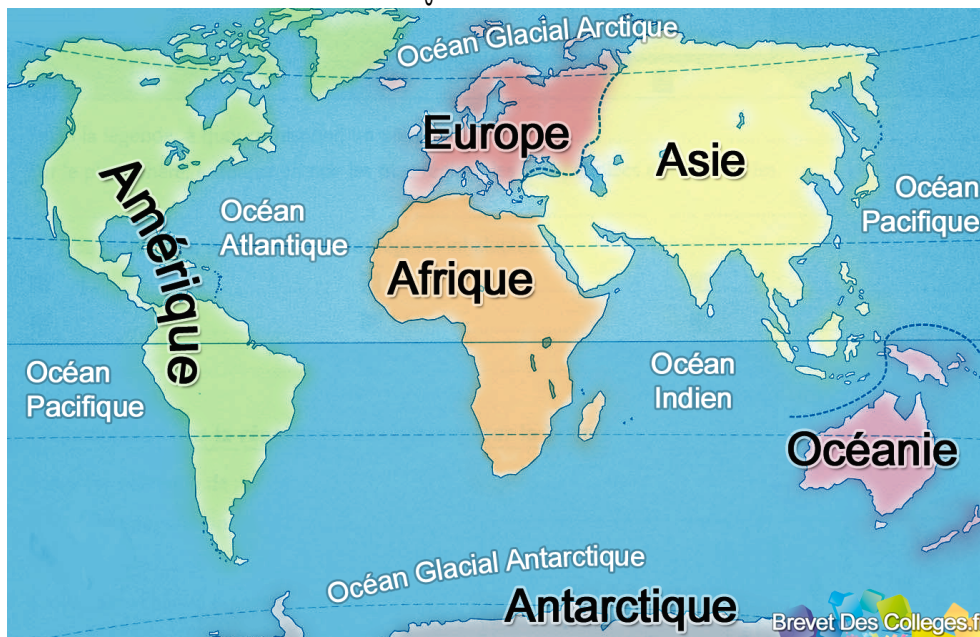 Océan Glacial Arctique
Europe
Asie
Amérique
Océan
Atlantique
Océan
Pacifique
Afrique
Océan
Pacifique
Océan
Indien
Océanie
Océan Glacial Antarctique
Antarctique
Brevet Des Colleges.f